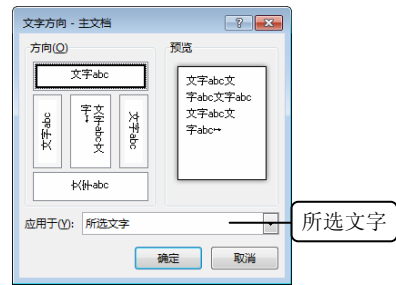 文字方向 - 主文档
方向(O)
预览
文字abc
文字abc
文字abc文字→
文字abc
文字abc
文字abc文
字abc文字abc
文字abc文
字abc→
应用于(Y):
所选文字
所选文字
确定
取消